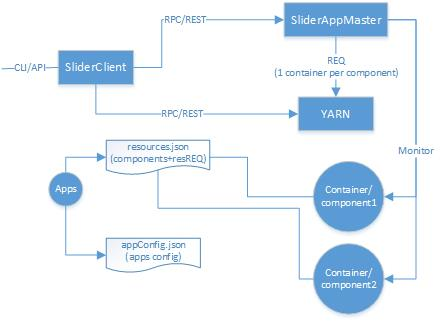 RPC/REST
SliderAppMaster
CLI/API
SliderClient
REQ
(1 container per component)
RPC/REST
YARN
Monitor
resources.json
(components+resREQ)
Apps
Container/
component1
appConfig.json
(apps config)
Container/
component2